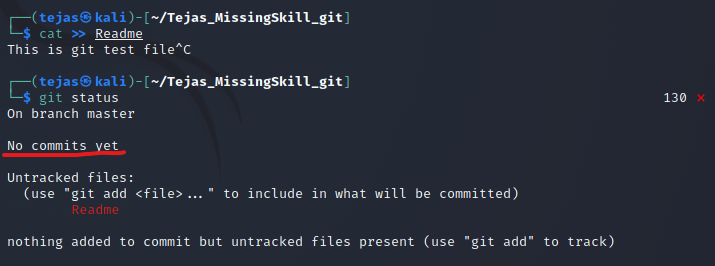 ┌──(tejas㉿kali)-[~/Tejas_MissingSkill_git]
└─$ cat >> Readme
This is git test file^C
┌──(tejas㉿kali)-[~/Tejas_MissingSkill_git]
└─$ git status 130 ⨯
On branch master
No commits yet
Untracked files:
(use "git add <file>..." to include in what will be committed)
Readme
nothing added to commit but untracked files present (use "git add" to track)